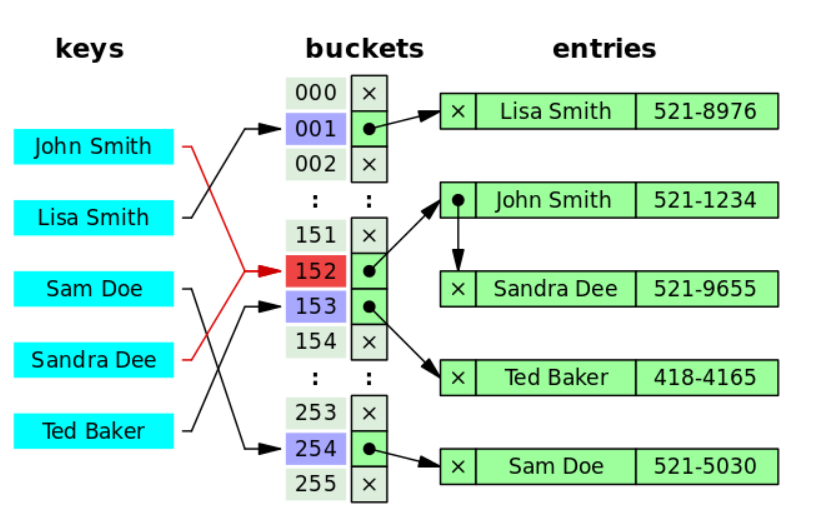 keys buckets entries
000 ×
× Lisa Smith 521-8976
001
John Smith
002 ×
: :
× John Smith 521-1234
Lisa Smith
151 ×
152
Sam Doe
× Sandra Dee 521-9655
153
154 ×
Sandra Dee
: :
× Ted Baker 418-4165
253 ×
Ted Baker
254
× Sam Doe 521-5030
255 ×